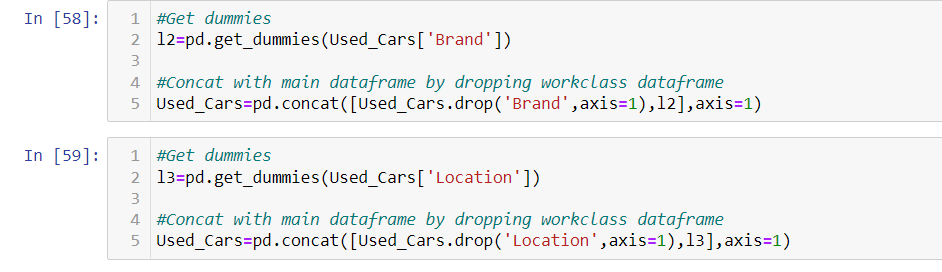 In [58]:
1 #Get dummies
2 l2=pd.get_dummies(Used_Cars['Brand'])
3
4 #Concat with main dataframe by dropping workclass dataframe
5 Used_Cars=pd.concat([Used_Cars.drop('Brand',axis=1),l2],axis=1)
In [59]:
1 #Get dummies
2 l3=pd.get_dummies(Used_Cars['Location'])
3
4 #Concat with main dataframe by dropping workclass dataframe
5 Used_Cars=pd.concat([Used_Cars.drop('Location',axis=1),l3],axis=1)